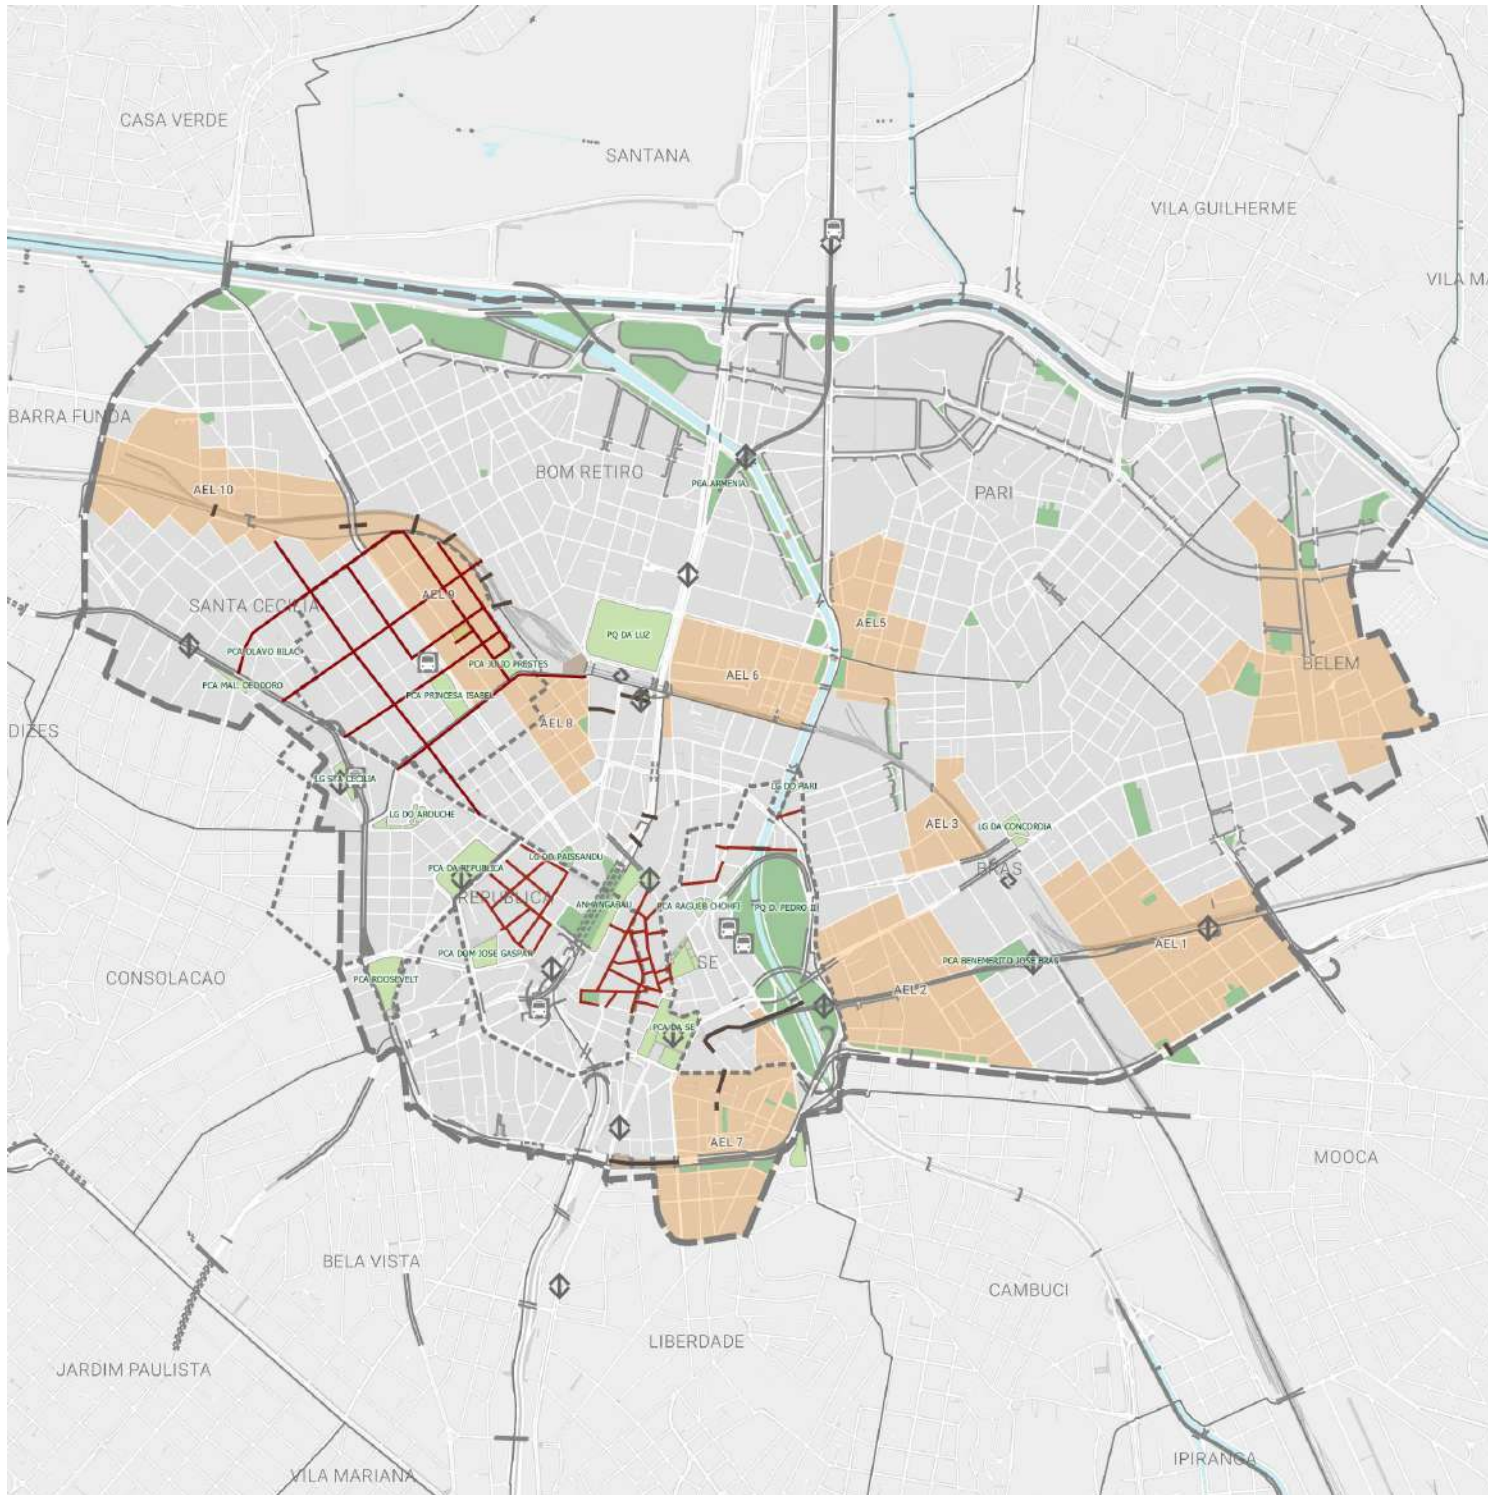 CASA VERDE
SANTANA
VILA GUILHERME
VILA MA
BARRA FUNDA
BOM RETIRO
PCA ARMENIA
PARI
AEL 10
AEL 9
SANTA CECILIA
PQ DA LUZ
AEL 5
BELEM
PCA OLAVO BILAC
PCA JULIO PRESTES
AEL 6
PCA MAL. DEODORO
PCA PRINCESA ISABEL
AEL 8
DIZES
LG STA CECILIA
LG DO PARI
LG DO AROUCHE
AEL 3
LG DA CONCORDIA
LG DO PAISSANDU
PCA DA REPUBLICA
BRAS
REPUBLICA
ANHANGABAU
PCA RAGUEB CHOHFI
PQ D. PEDRO II
AEL 1
PCA DOM JOSE GASPAR
SE
PCA BENEMERITO JOSE BRAS
CONSOLACAO
PCA ROOSEVELT
AEL 2
PCA DA SE
AEL 7
MOOCA
BELA VISTA
CAMBUCI
LIBERDADE
JARDIM PAULISTA
IPIRANGA
VILA MARIANA